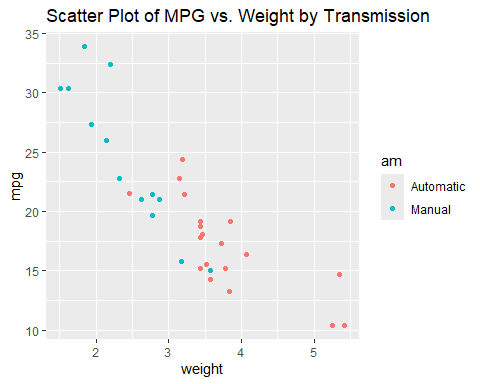 Scatter Plot of MPG vs. Weight by Transmission
35
30
25
20
15
10
mpg
2 3 4 5
weight
am
Automatic
Manual